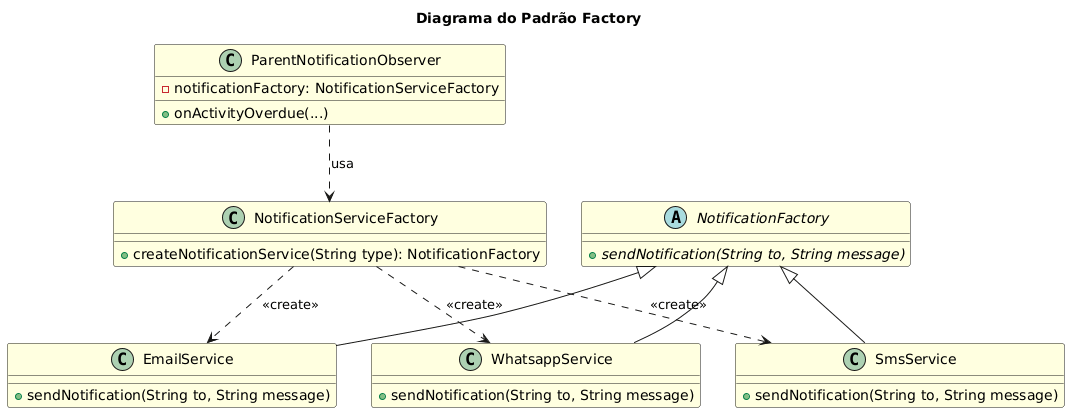 Diagrama do Padrão Factory
C ParentNotificationObserver
notificationFactory: NotificationServiceFactory
onActivityOverdue(...)
usa
C NotificationServiceFactory
createNotificationService(String type): NotificationFactory
A NotificationFactory
sendNotification(String to, String message)
«create»
«create»
«create»
C EmailService
sendNotification(String to, String message)
C WhatsappService
sendNotification(String to, String message)
C SmsService
sendNotification(String to, String message)